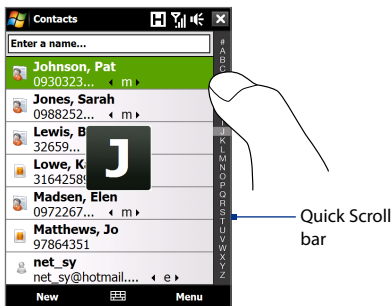 Contacts
H
Enter a name...
Johnson, Pat
0930323... m
Jones, Sarah
0988252... m
Lewis, B
32659...
Lowe, K
3164258
Madsen, Elen
0972267... m
Matthews, Jo
97864351
net_sy
net_sy@hotmail.... e
J
#
A
B
C
J
K
L
M
N
O
P
Q
R
S
T
U
V
W
X
Y
Z
Quick Scroll
bar
New
Menu